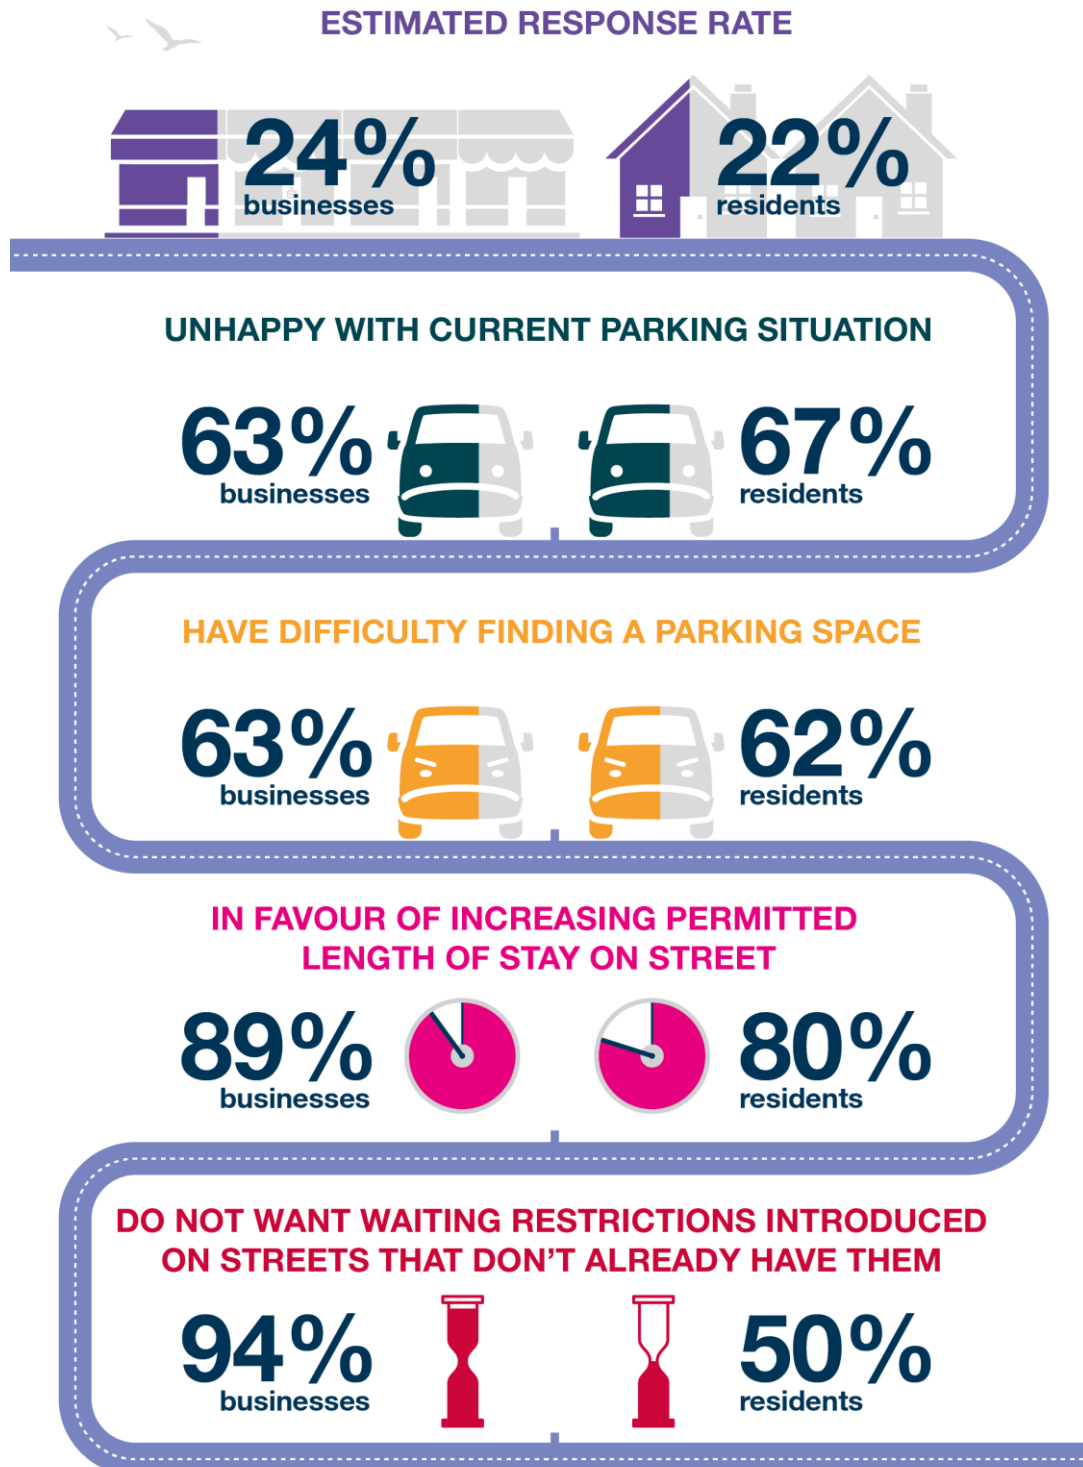 ESTIMATED RESPONSE RATE
24%
businesses
22%
residents
UNHAPPY WITH CURRENT PARKING SITUATION
63%
businesses
67%
residents
HAVE DIFFICULTY FINDING A PARKING SPACE
63%
businesses
62%
residents
IN FAVOUR OF INCREASING PERMITTED
LENGTH OF STAY ON STREET
89%
businesses
80%
residents
DO NOT WANT WAITING RESTRICTIONS INTRODUCED
ON STREETS THAT DON'T ALREADY HAVE THEM
94%
businesses
50%
residents